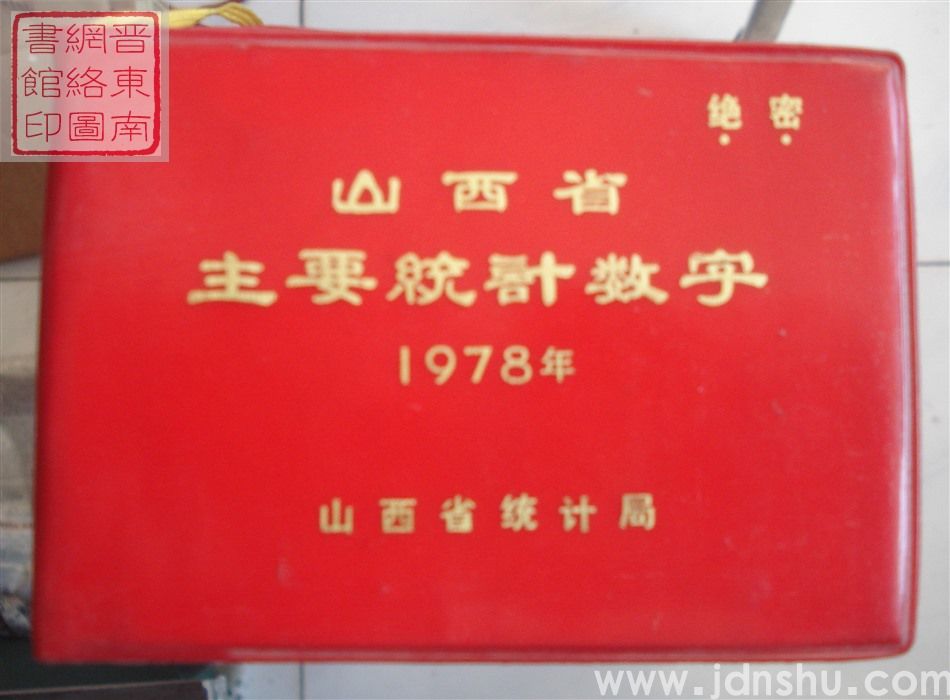 晋東南
網絡圖
書館印
绝密
山西省
主要統計数字
1978年
山西省统计局
www.jdnshu.com